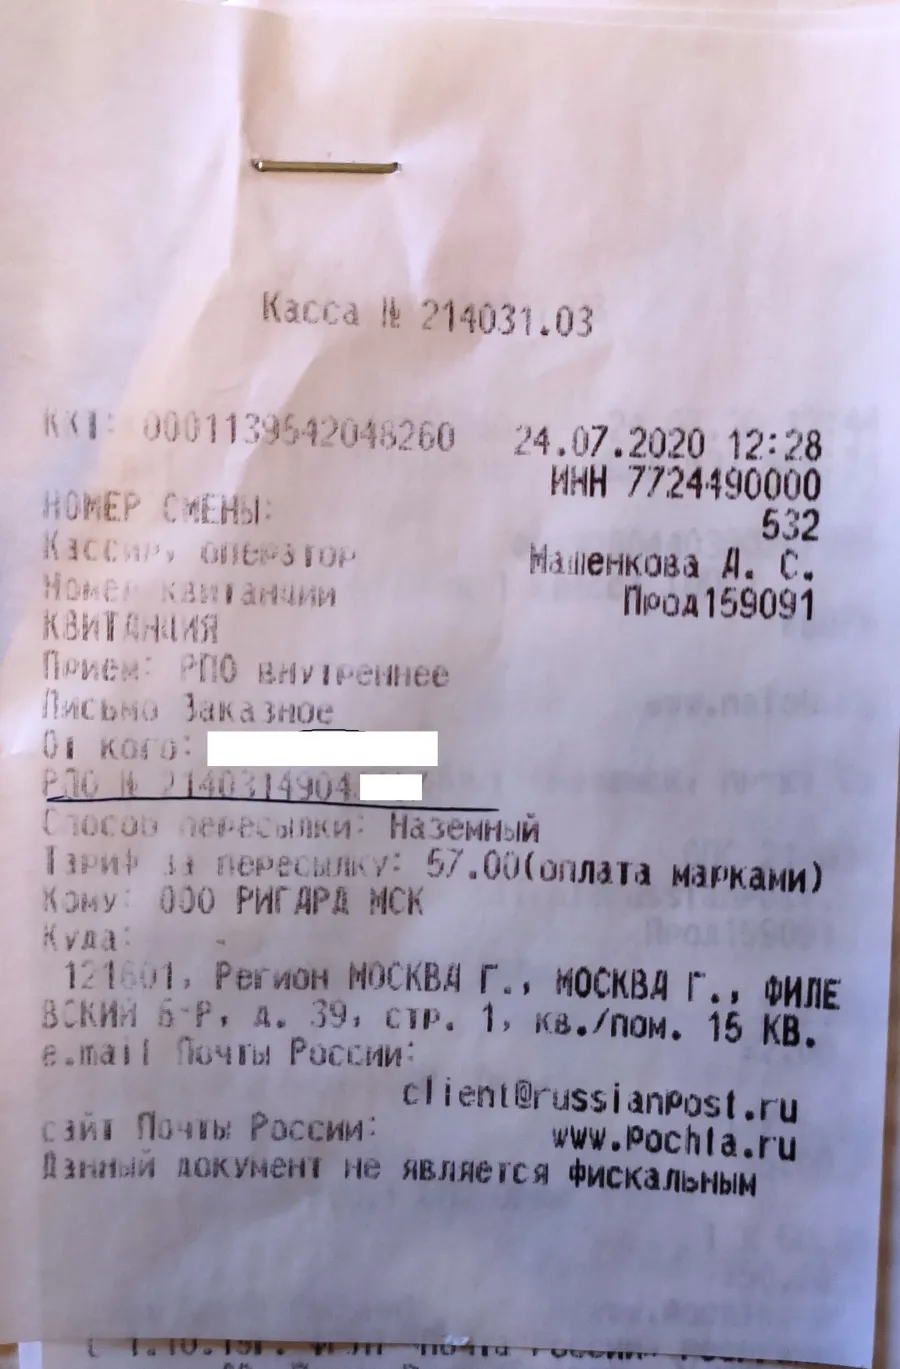 Касса № 214031.03
ККТ: 0001139542048260 24.07.2020 12:28
ИНН 7724490000
НОМЕР СМЕНЫ: 532
Кассир, оператор Машенкова А. С.
Номер квитанции Прод159091
КВИТАНЦИЯ
Прием: РПО внутреннее
Письмо Заказное
От кого:
РПО № 2140314904
Способ пересылки: Наземный
Тариф за пересылку: 57.00(оплата марками)
Кому: ООО РИГАРД МСК
Куда: -
121601, Регион МОСКВА Г., МОСКВА Г., ФИЛЕ
ВСКИЙ Б-Р, д. 39, стр. 1, кв./пом. 15 КВ.
e.mail Почты России:
client@russianpost.ru
сайт Почты России: www.pochta.ru
Данный документ не является фискальным